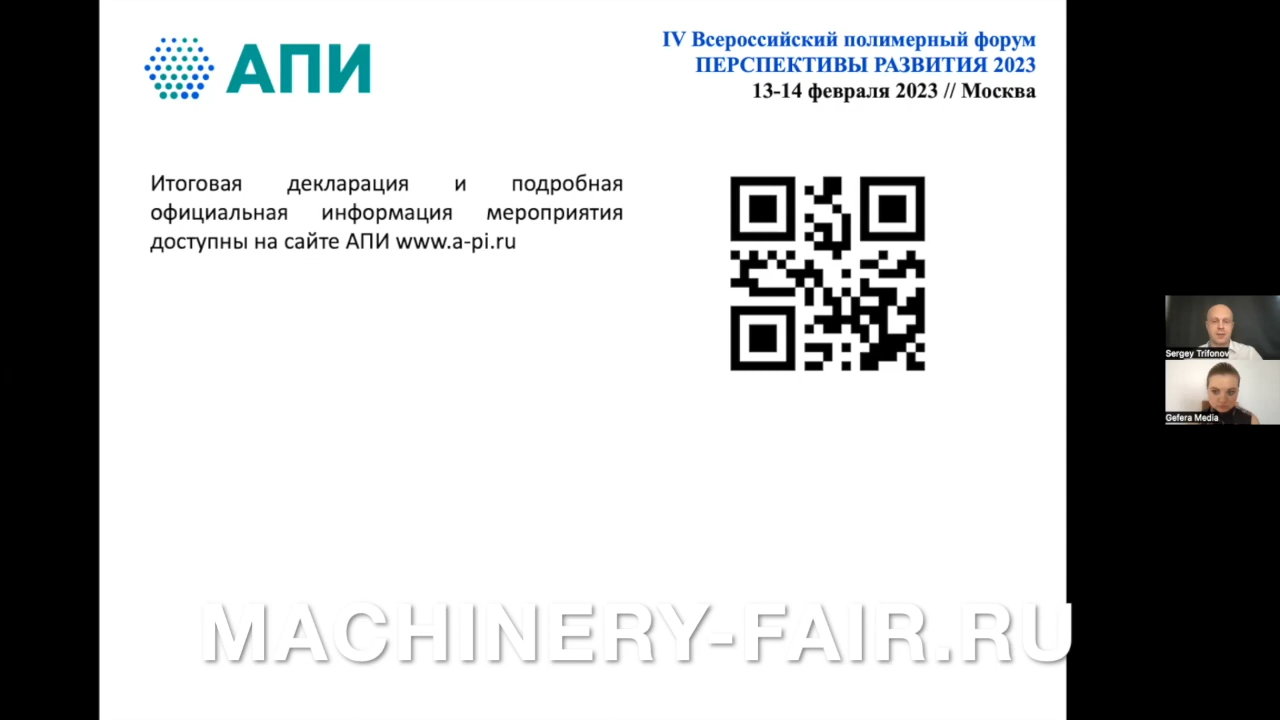 АПИ
IV Всероссийский полимерный форум
ПЕРСПЕКТИВЫ РАЗВИТИЯ 2023
13-14 февраля 2023 // Москва
Итоговая декларация и подробная
официальная информация мероприятия
доступны на сайте АПИ www.a-pi.ru
Sergey Trifonov
Gefera Media
MACHINERY-FAIR.RU